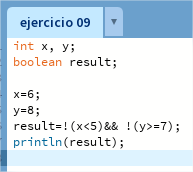 ejercicio 09
int x, y;
boolean result;
x=6;
y=8;
result=!(x<5)&& !(y>=7);
println(result);